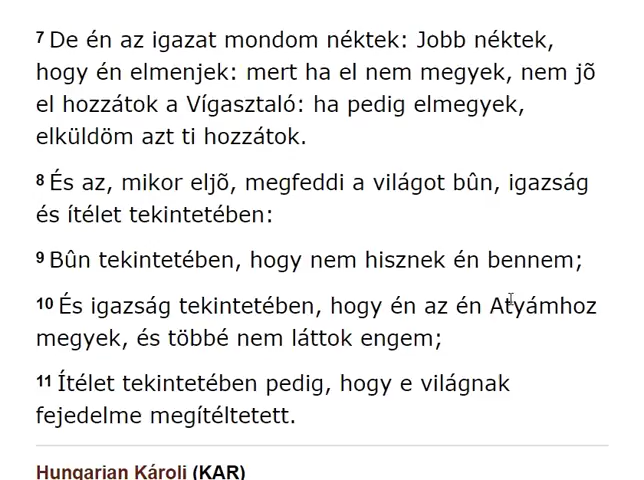 7 De én az igazat mondom néktek: Jobb néktek,
hogy én elmenjek: mert ha el nem megyek, nem jõ
el hozzátok a Vígasztaló: ha pedig elmegyek,
elküldöm azt ti hozzátok.
8 És az, mikor eljõ, megfeddi a világot bûn, igazság
és ítélet tekintetében:
9 Bûn tekintetében, hogy nem hisznek én bennem;
10 És igazság tekintetében, hogy én az én Atyámhoz
megyek, és többé nem láttok engem;
11 Ítélet tekintetében pedig, hogy e világnak
fejedelme megítéltetett.
Hungarian Károli (KAR)